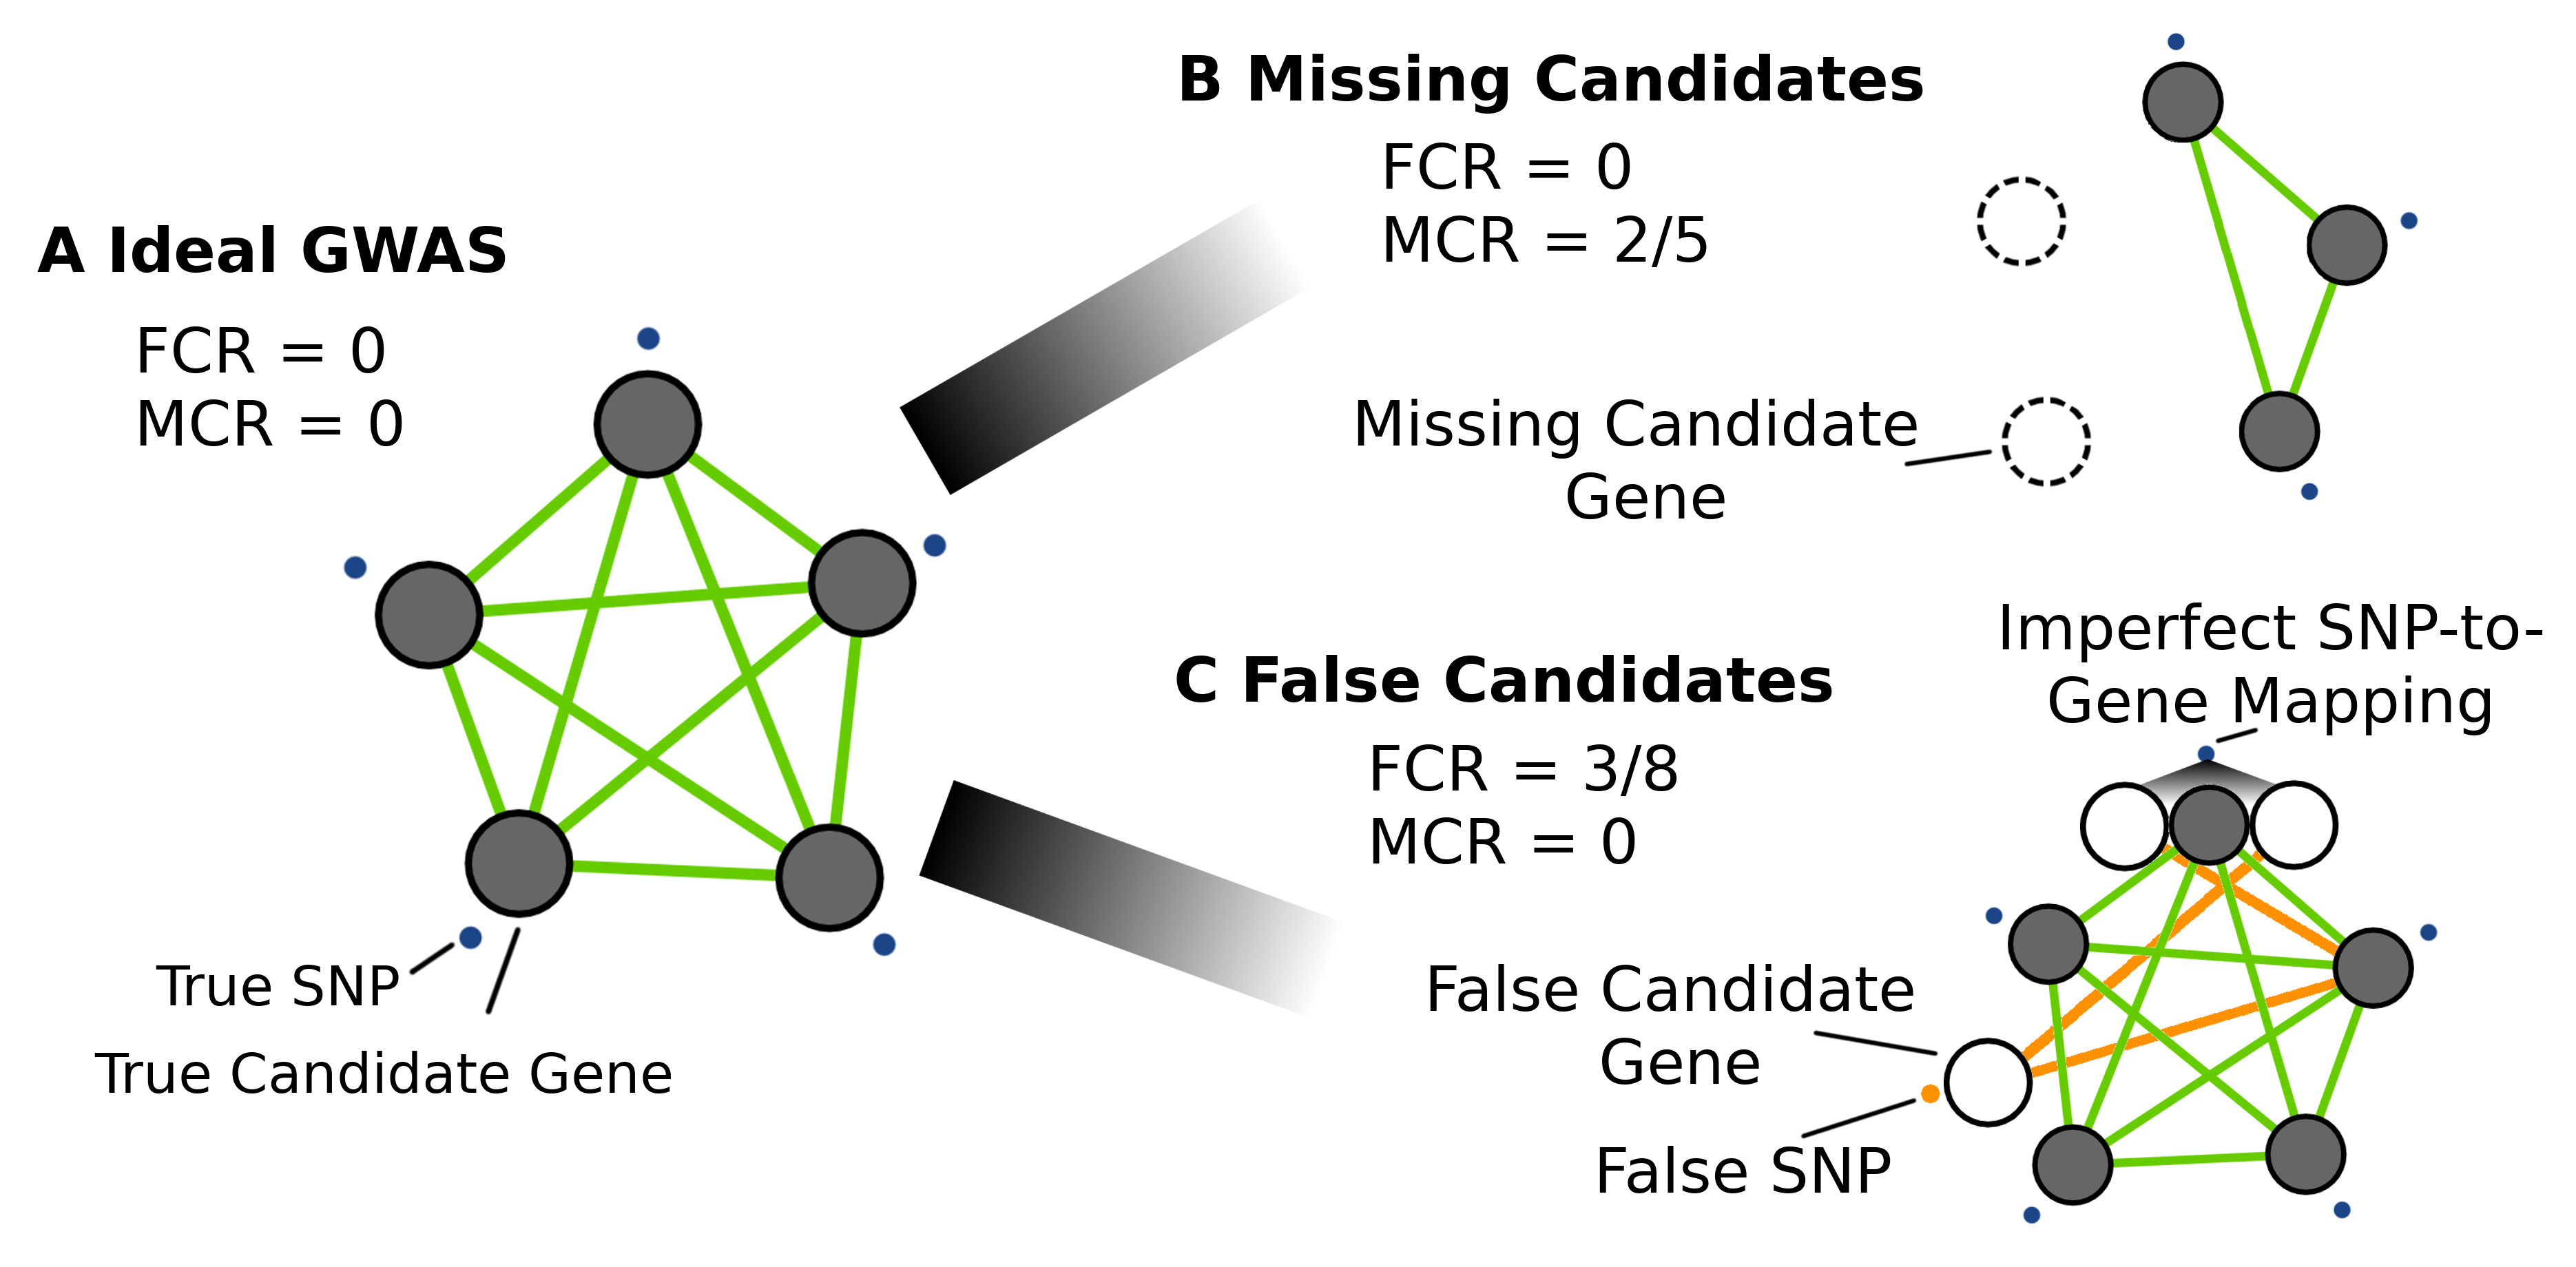 A Ideal GWAS
FCR = 0
MCR = 0
True SNP
True Candidate Gene
B Missing Candidates
FCR = 0
MCR = 2/5
Missing Candidate
Gene
C False Candidates
FCR = 3/8
MCR = 0
Imperfect SNP-to-
Gene Mapping
False Candidate
Gene
False SNP